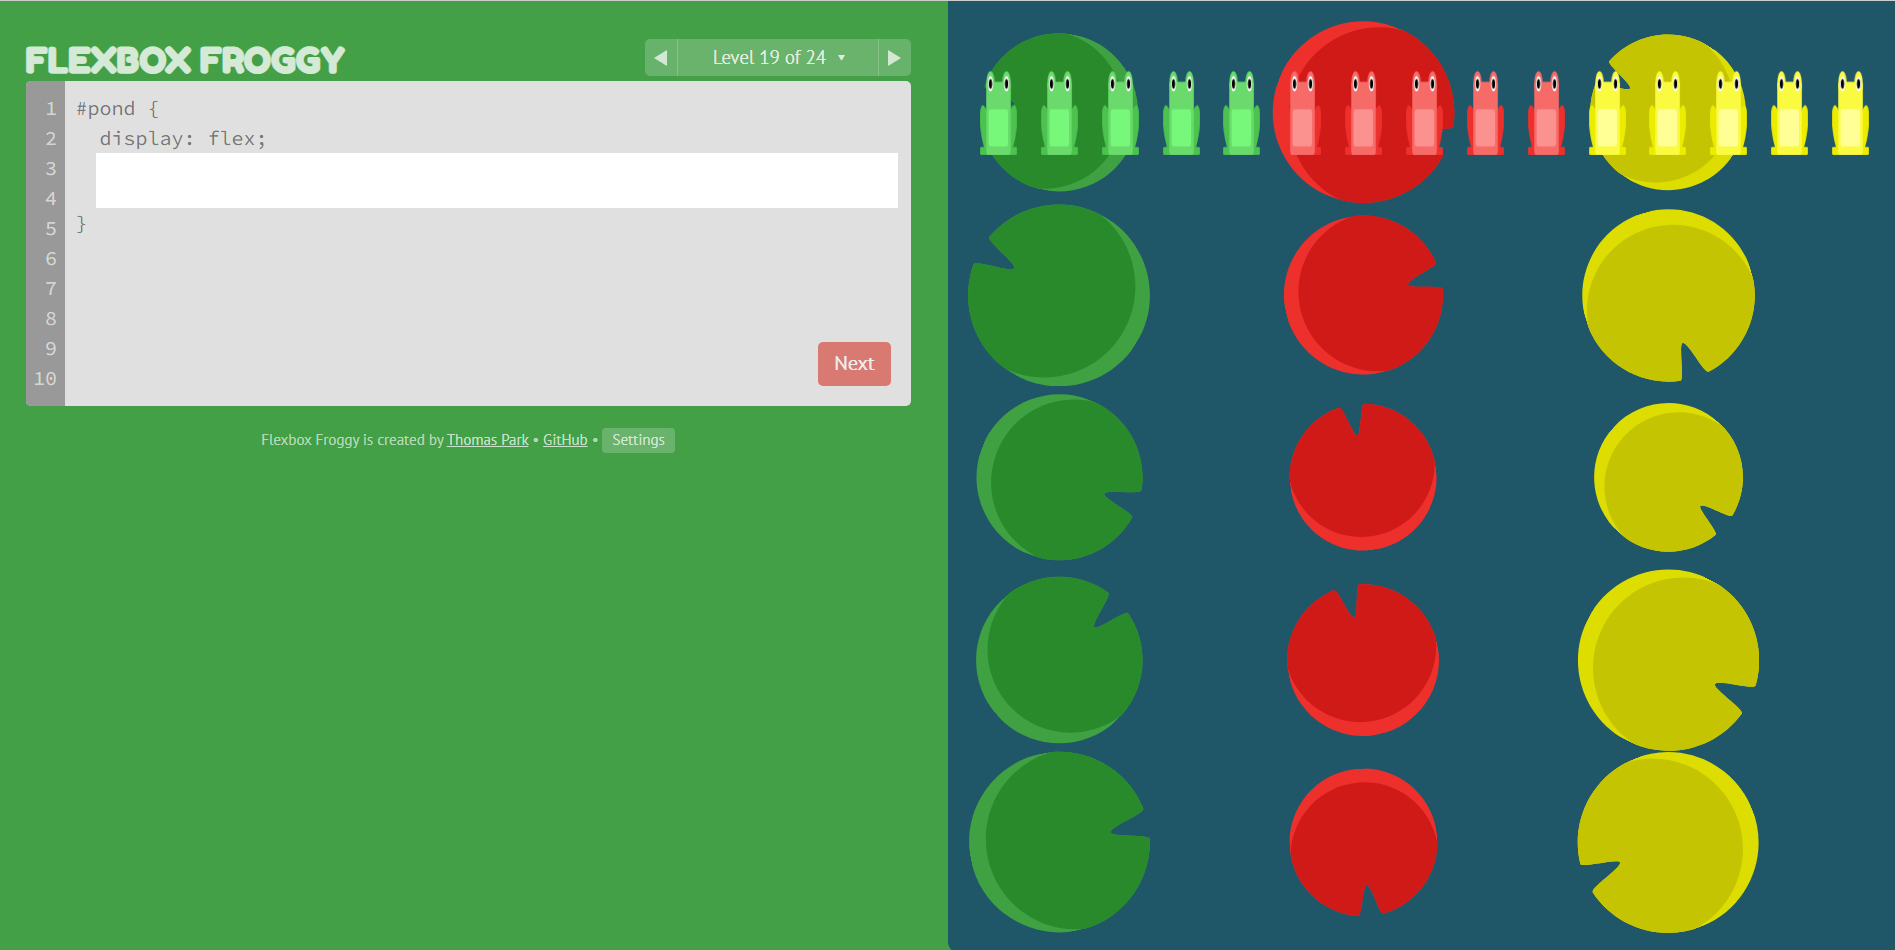 FLEXBOX FROGGY
◀ Level 19 of 24 ▾ ▶
1 #pond {
2 display: flex;
3
4
5 }
6
7
8
9
10
Next
Flexbox Froggy is created by Thomas Park • GitHub • Settings